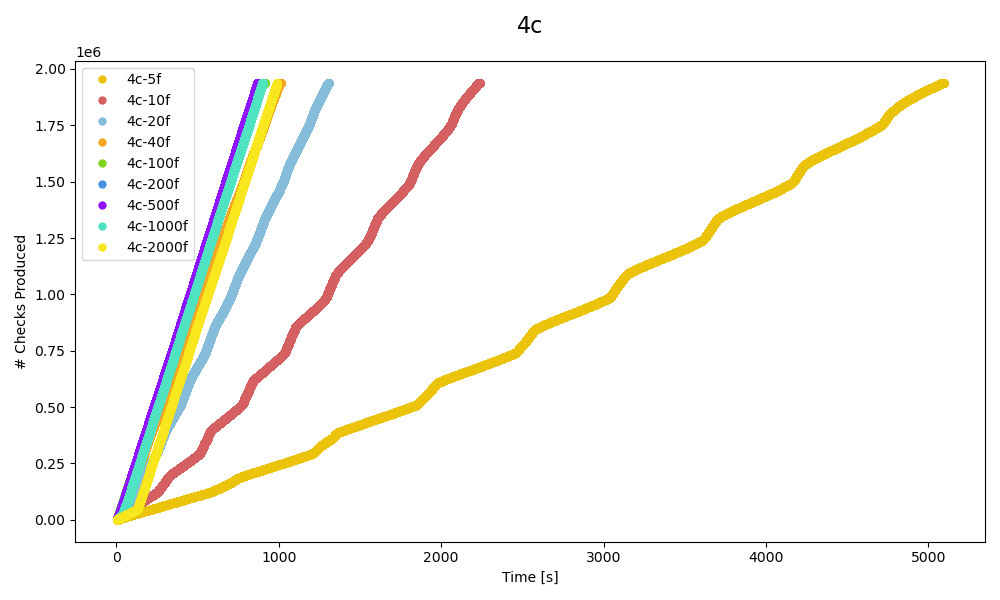 4c
1e6
2.00
1.75
1.50
1.25
1.00
0.75
0.50
0.25
0.00
# Checks Produced
4c-5f
4c-10f
4c-20f
4c-40f
4c-100f
4c-200f
4c-500f
4c-1000f
4c-2000f
0 1000 2000 3000 4000 5000
Time [s]